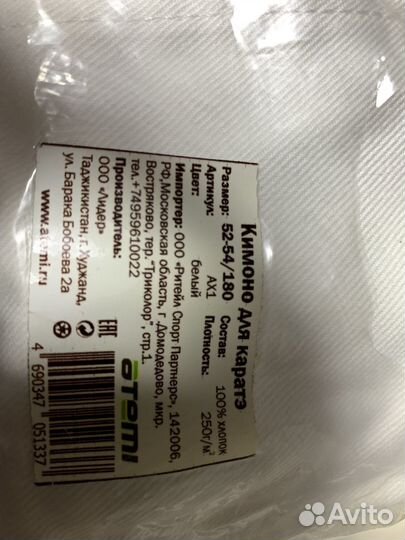 Кимоно для каратэ
Размер: 52-54/180 Состав: 100% хлопок
Артикул: AX1 Плотность: 250г/м²
Цвет: белый
Импортер: ООО «Ритейл Спорт Партнерс», 142006,
РФ,Московская область, г. Домодедово, мкр.
Востряково, тер. "Триколор", стр.1.
тел.+74959610022
Производитель:
ООО «Лидер»
Таджикистан, г. Худжанд,
ул. Барака Бобоева 2а
www.atemi.ru
ATEMI
EAC
4 690347 051337
Avito